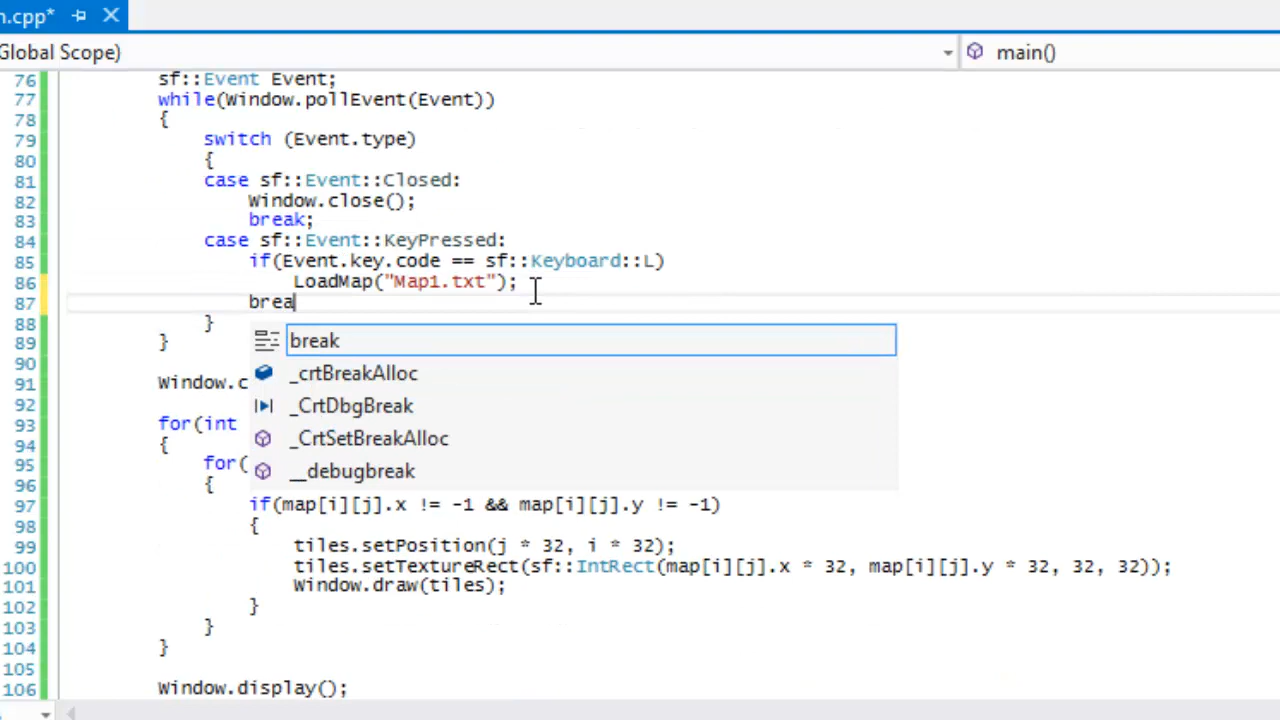 n.cpp*
Global Scope) main()
76 sf::Event Event;
77 while(Window.pollEvent(Event))
78 {
79 switch (Event.type)
80 {
81 case sf::Event::Closed:
82 Window.close();
83 break;
84 case sf::Event::KeyPressed:
85 if(Event.key.code == sf::Keyboard::L)
86 LoadMap("Map1.txt");
87 brea
88 }
89 }
break
_crtBreakAlloc
_CrtDbgBreak
_CrtSetBreakAlloc
__debugbreak
90
91 Window.c
92
93 for(int
94 {
95 for(
96 {
97 if(map[i][j].x != -1 && map[i][j].y != -1)
98 {
99 tiles.setPosition(j * 32, i * 32);
100 tiles.setTextureRect(sf::IntRect(map[i][j].x * 32, map[i][j].y * 32, 32, 32));
101 Window.draw(tiles);
102 }
103 }
104 }
105
106 Window.display();